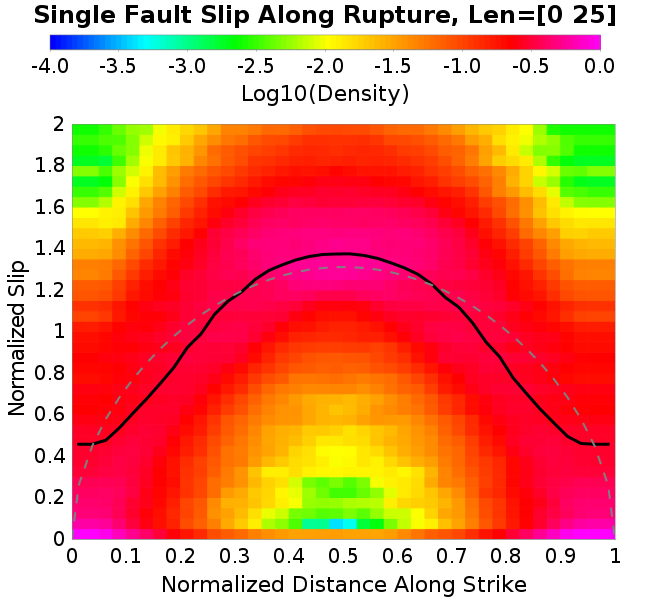 Single Fault Slip Along Rupture, Len=[0 25]
-4.0 -3.5 -3.0 -2.5 -2.0 -1.5 -1.0 -0.5 0.0
Log10(Density)
Normalized Slip
2
1.8
1.6
1.4
1.2
1
0.8
0.6
0.4
0.2
0
0 0.1 0.2 0.3 0.4 0.5 0.6 0.7 0.8 0.9 1
Normalized Distance Along Strike